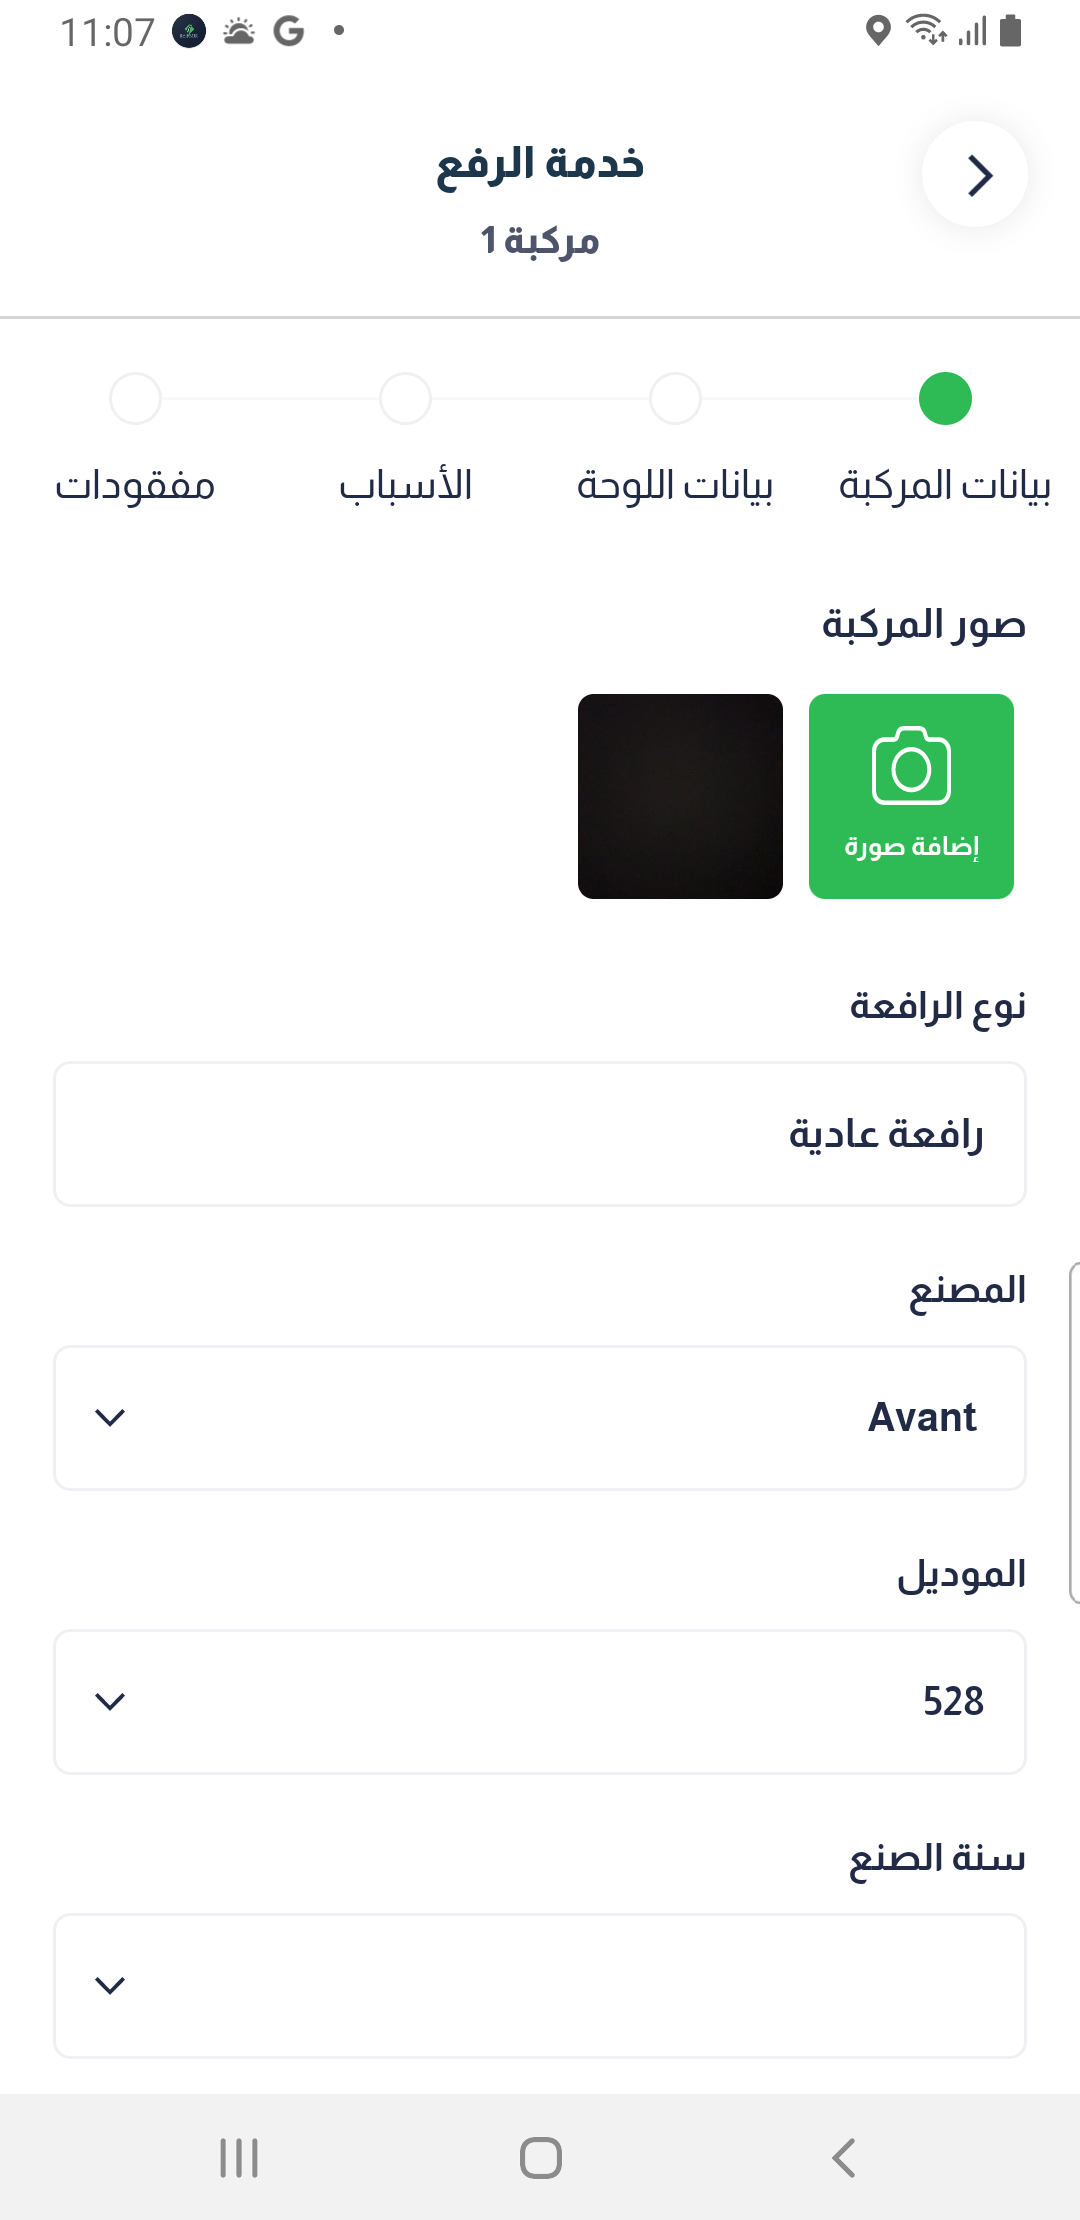 11:07
خدمة الرفع
مركبة 1
بيانات المركبة
بيانات اللوحة
الأسباب
مفقودات
صور المركبة
إضافة صورة
نوع الرافعة
رافعة عادية
المصنع
Avant
الموديل
528
سنة الصنع